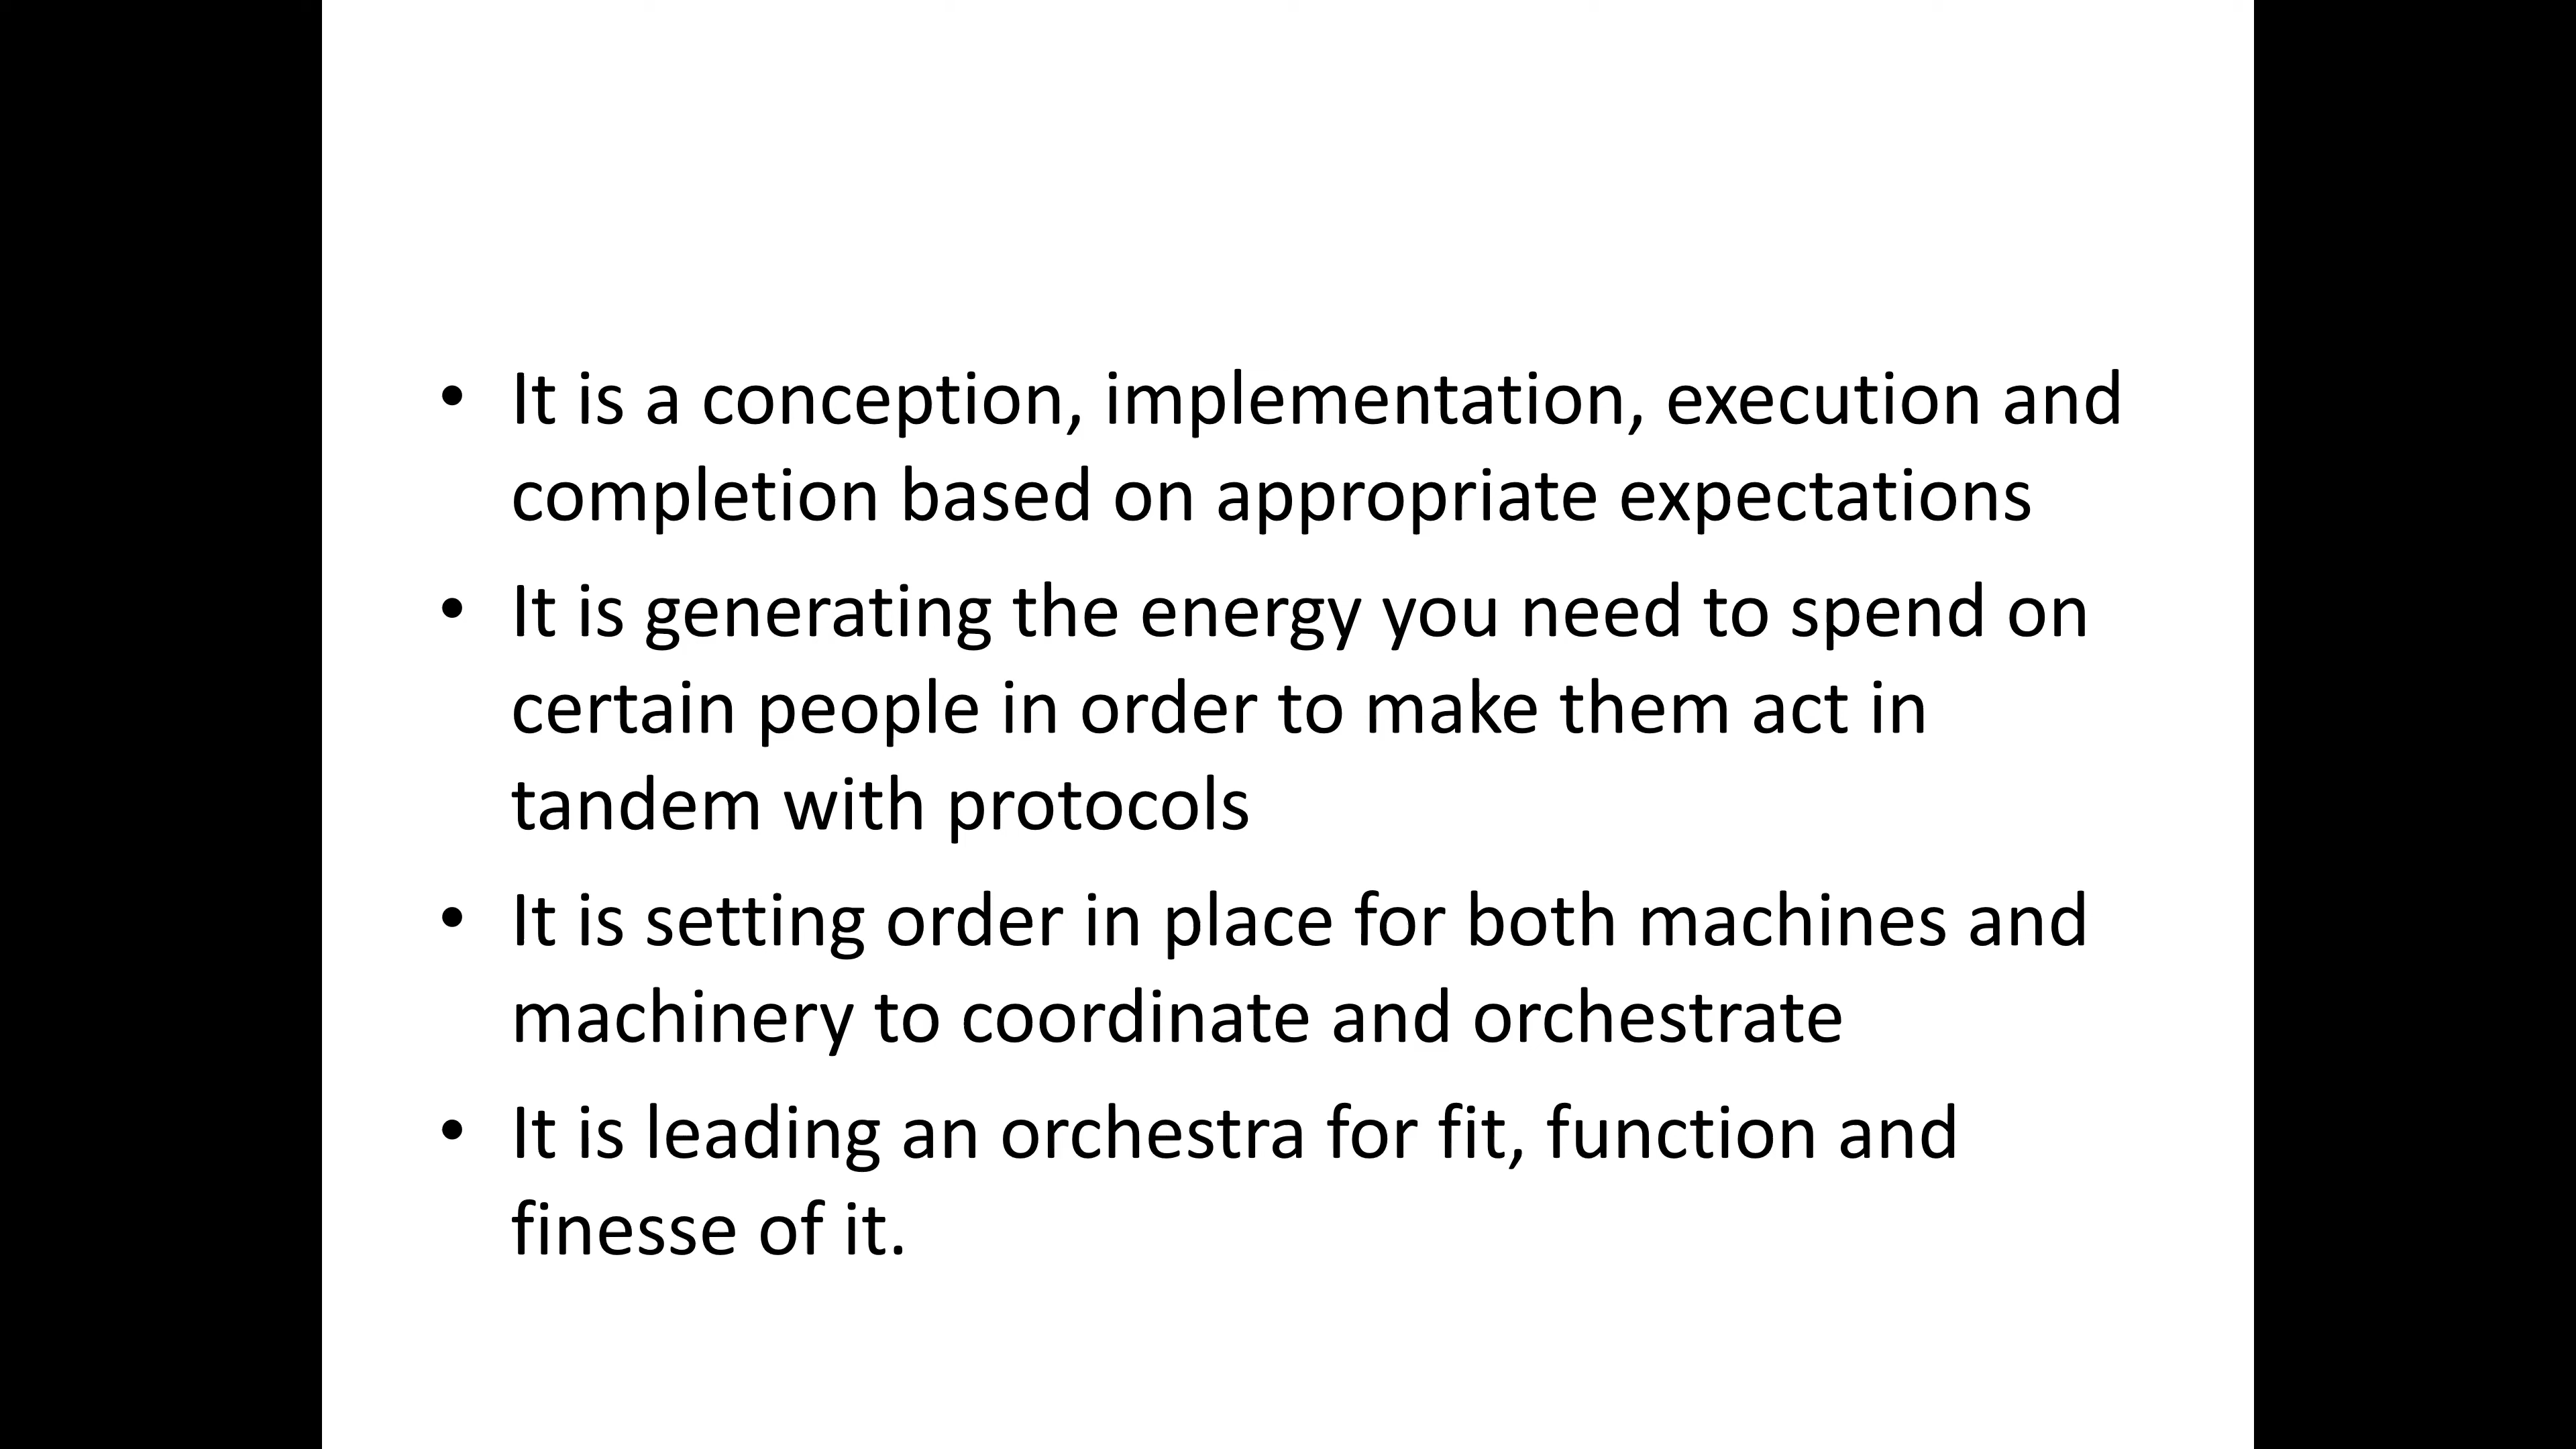 • It is a conception, implementation, execution and
completion based on appropriate expectations
• It is generating the energy you need to spend on
certain people in order to make them act in
tandem with protocols
• It is setting order in place for both machines and
machinery to coordinate and orchestrate
• It is leading an orchestra for fit, function and
finesse of it.